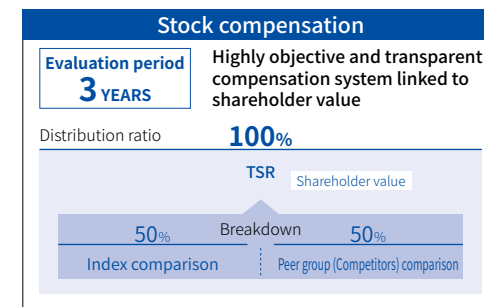 Stock compensation
Evaluation period
3 YEARS
Highly objective and transparent
compensation system linked to
shareholder value
Distribution ratio 100%
TSR
Shareholder value
50% Breakdown 50%
Index comparison Peer group (Competitors) comparison